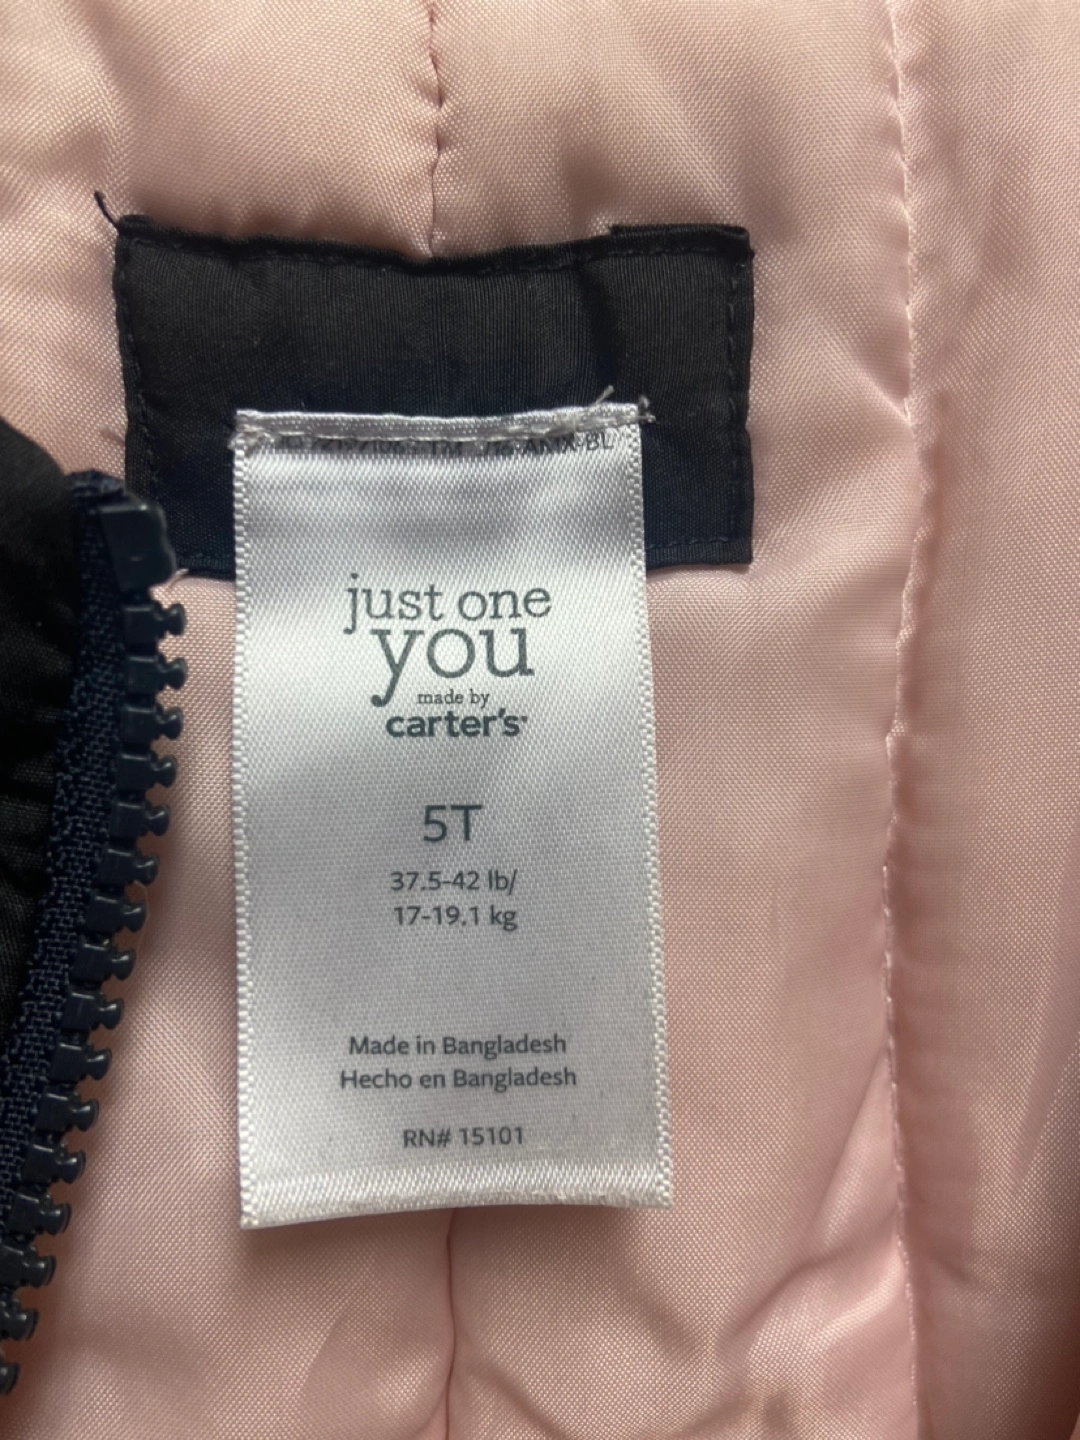 just one
you
made by
carter's
5T
37.5-42 lb/
17-19.1 kg
Made in Bangladesh
Hecho en Bangladesh
RN# 15101